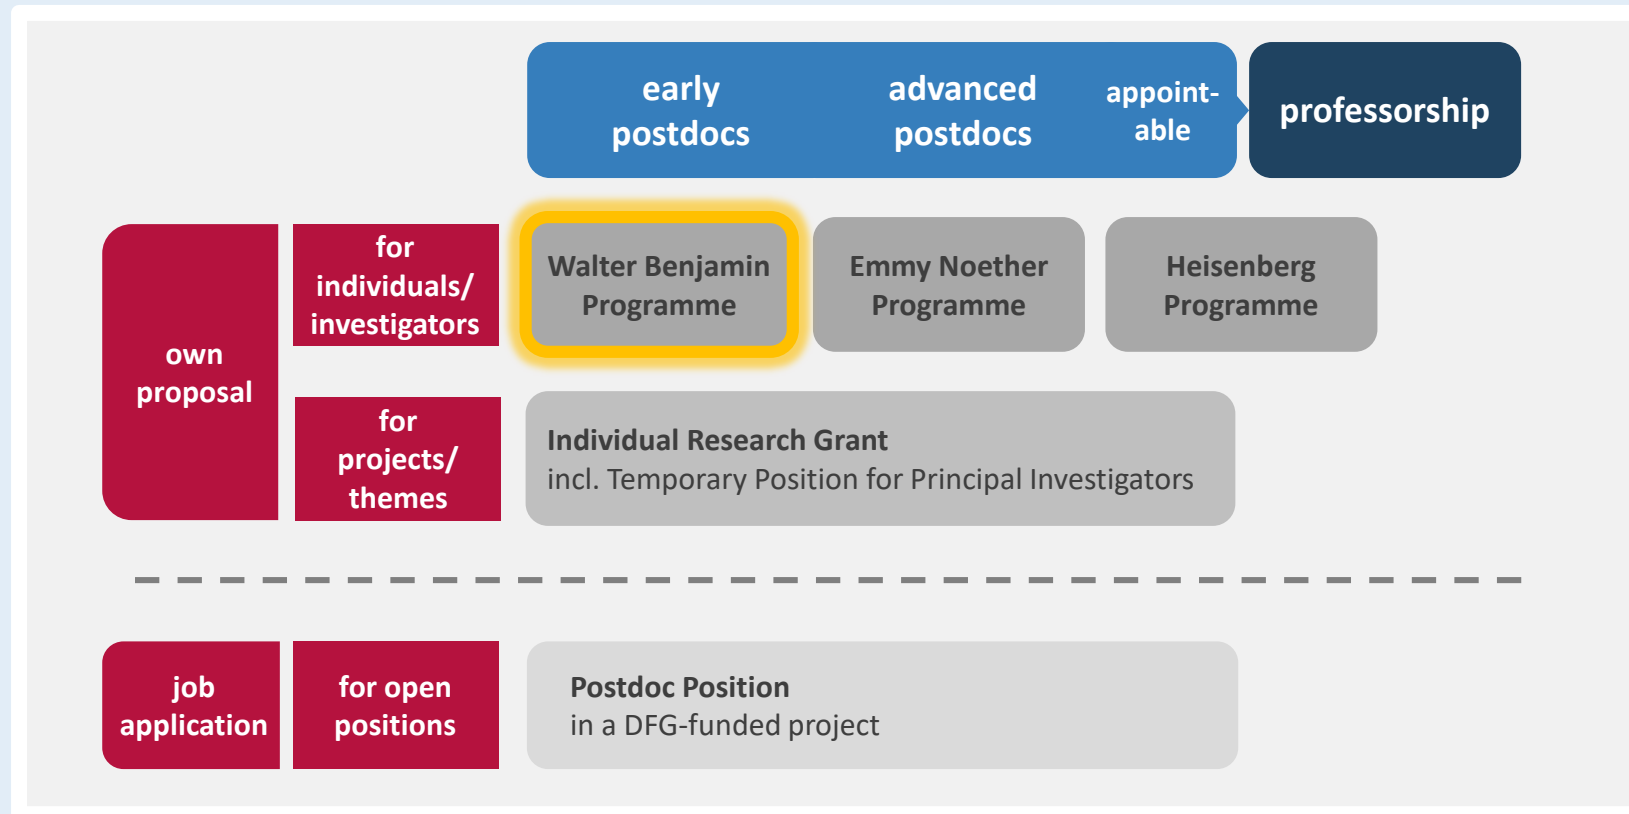 early
postdocs
advanced
postdocs
appoint-
able
professorship
own
proposal
for
individuals/
investigators
Walter Benjamin
Programme
Emmy Noether
Programme
Heisenberg
Programme
for
projects/
themes
Individual Research Grant
incl. Temporary Position for Principal Investigators
job
application
for open
positions
Postdoc Position
in a DFG-funded project